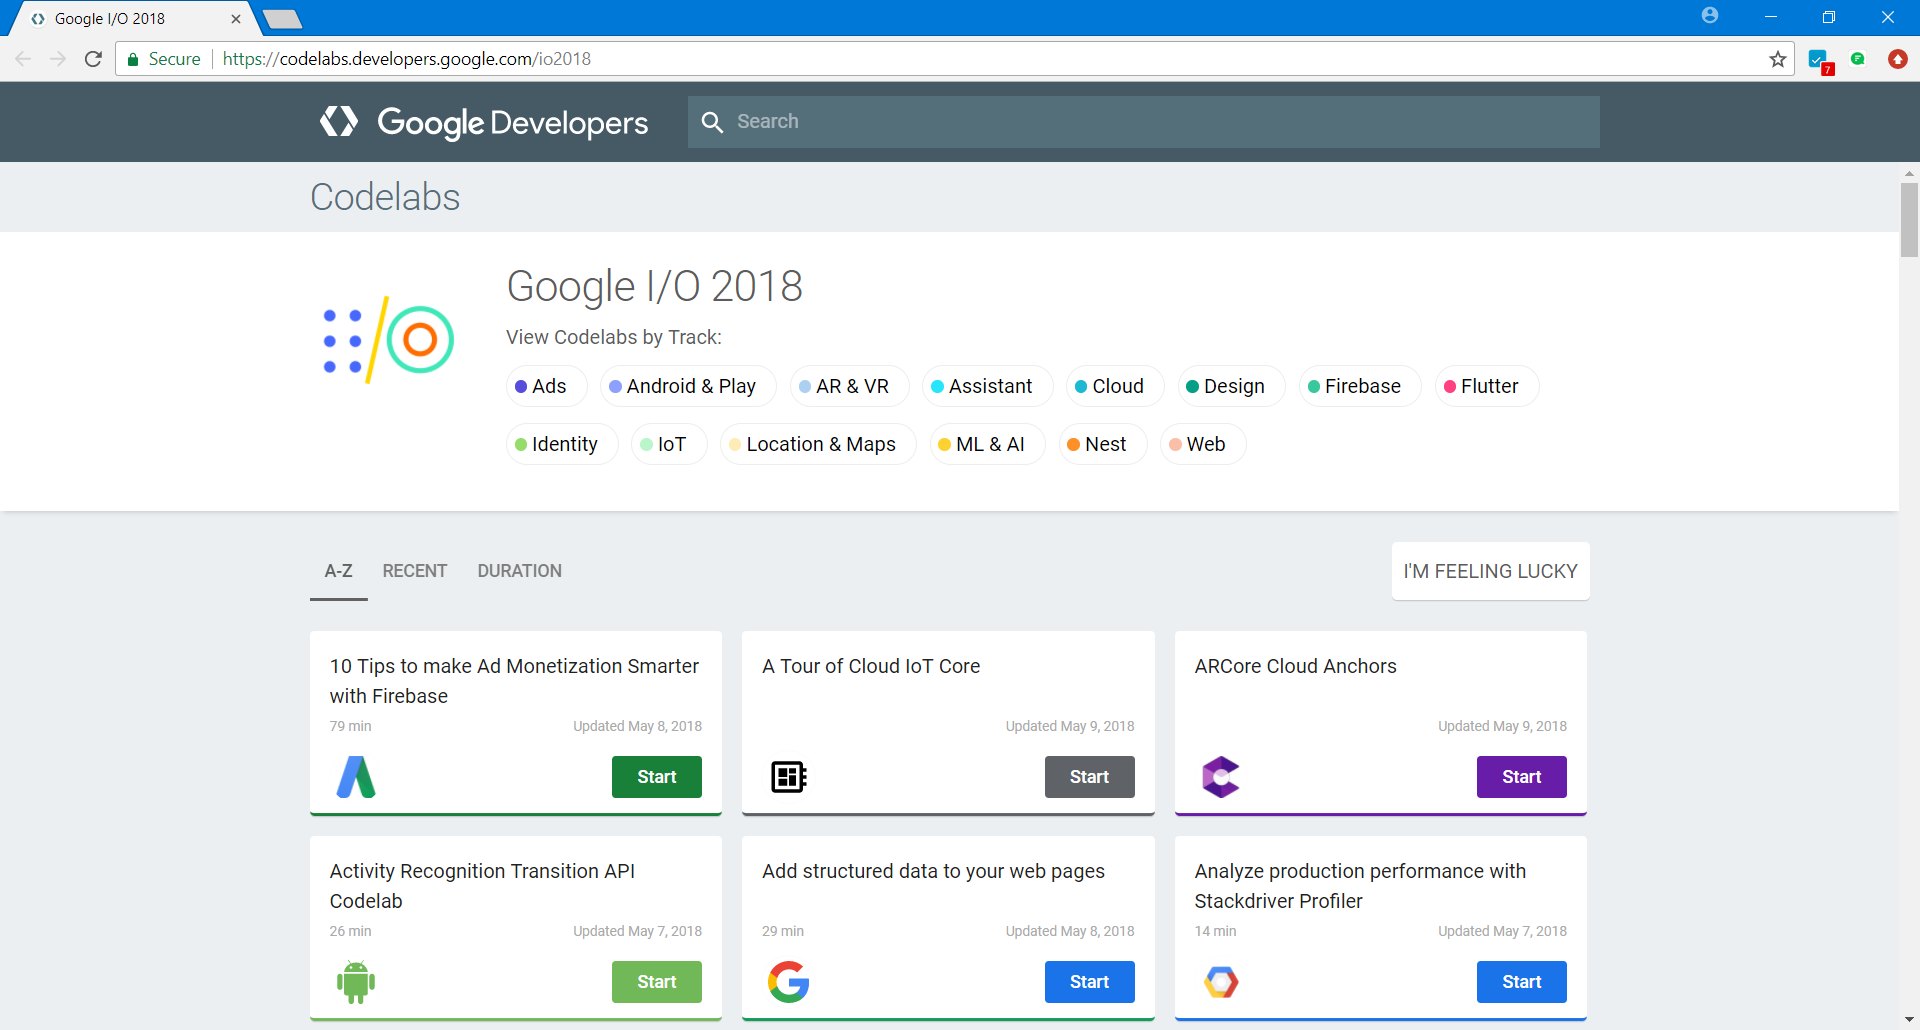 Google I/O 2018
Secure https://codelabs.developers.google.com/io2018
7
Google Developers
Search
Codelabs
Google I/O 2018
View Codelabs by Track:
Ads
Android & Play
AR & VR
Assistant
Cloud
Design
Firebase
Flutter
Identity
IoT
Location & Maps
ML & AI
Nest
Web
A-Z
RECENT
DURATION
I'M FEELING LUCKY
10 Tips to make Ad Monetization Smarter
with Firebase
79 min
Updated May 8, 2018
Start
A Tour of Cloud IoT Core
Updated May 9, 2018
Start
ARCore Cloud Anchors
Updated May 9, 2018
Start
Activity Recognition Transition API
Codelab
26 min
Updated May 7, 2018
Start
Add structured data to your web pages
29 min
Updated May 8, 2018
Start
Analyze production performance with
Stackdriver Profiler
14 min
Updated May 7, 2018
Start